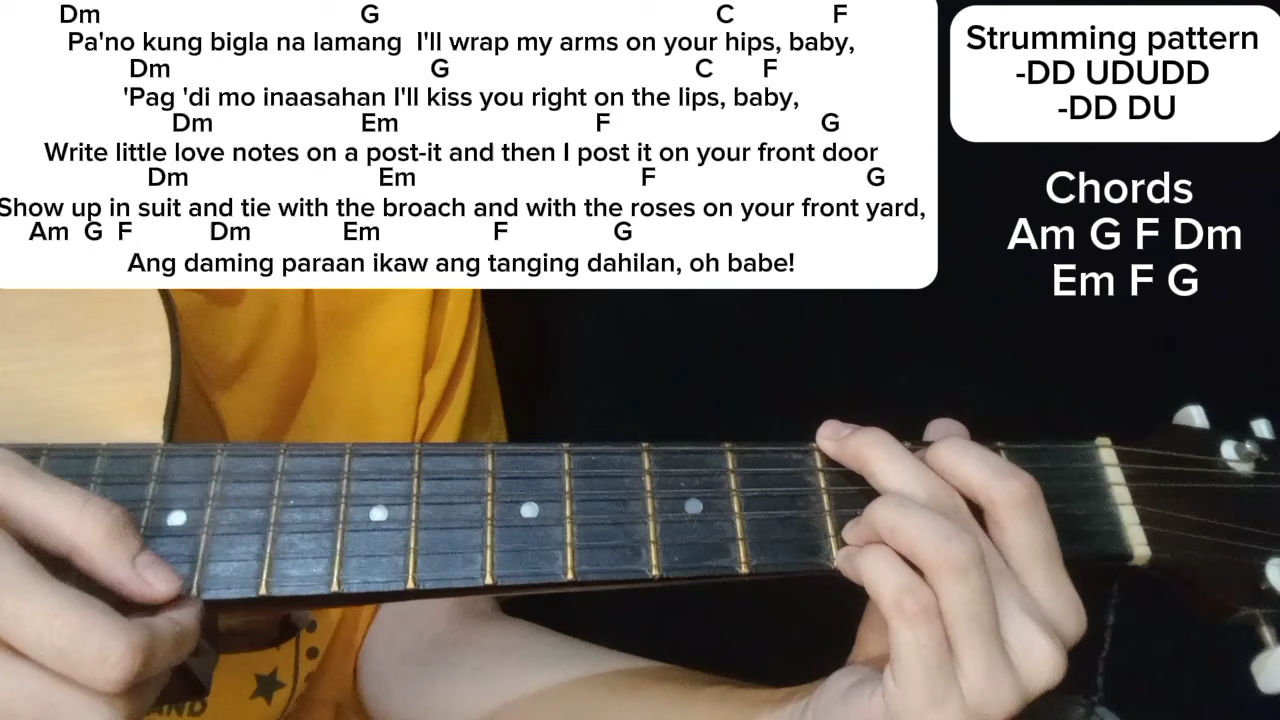 Dm G C F
Pa'no kung bigla na lamang I'll wrap my arms on your hips, baby,
Dm G C F
'Pag 'di mo inaasahan I'll kiss you right on the lips, baby,
Dm Em F G
Write little love notes on a post-it and then I post it on your front door
Dm Em F G
Show up in suit and tie with the broach and with the roses on your front yard,
Am G F Dm Em F G
Ang daming paraan ikaw ang tanging dahilan, oh babe!
Strumming pattern
-DD UDUDD
-DD DU
Chords
Am G F Dm
Em F G